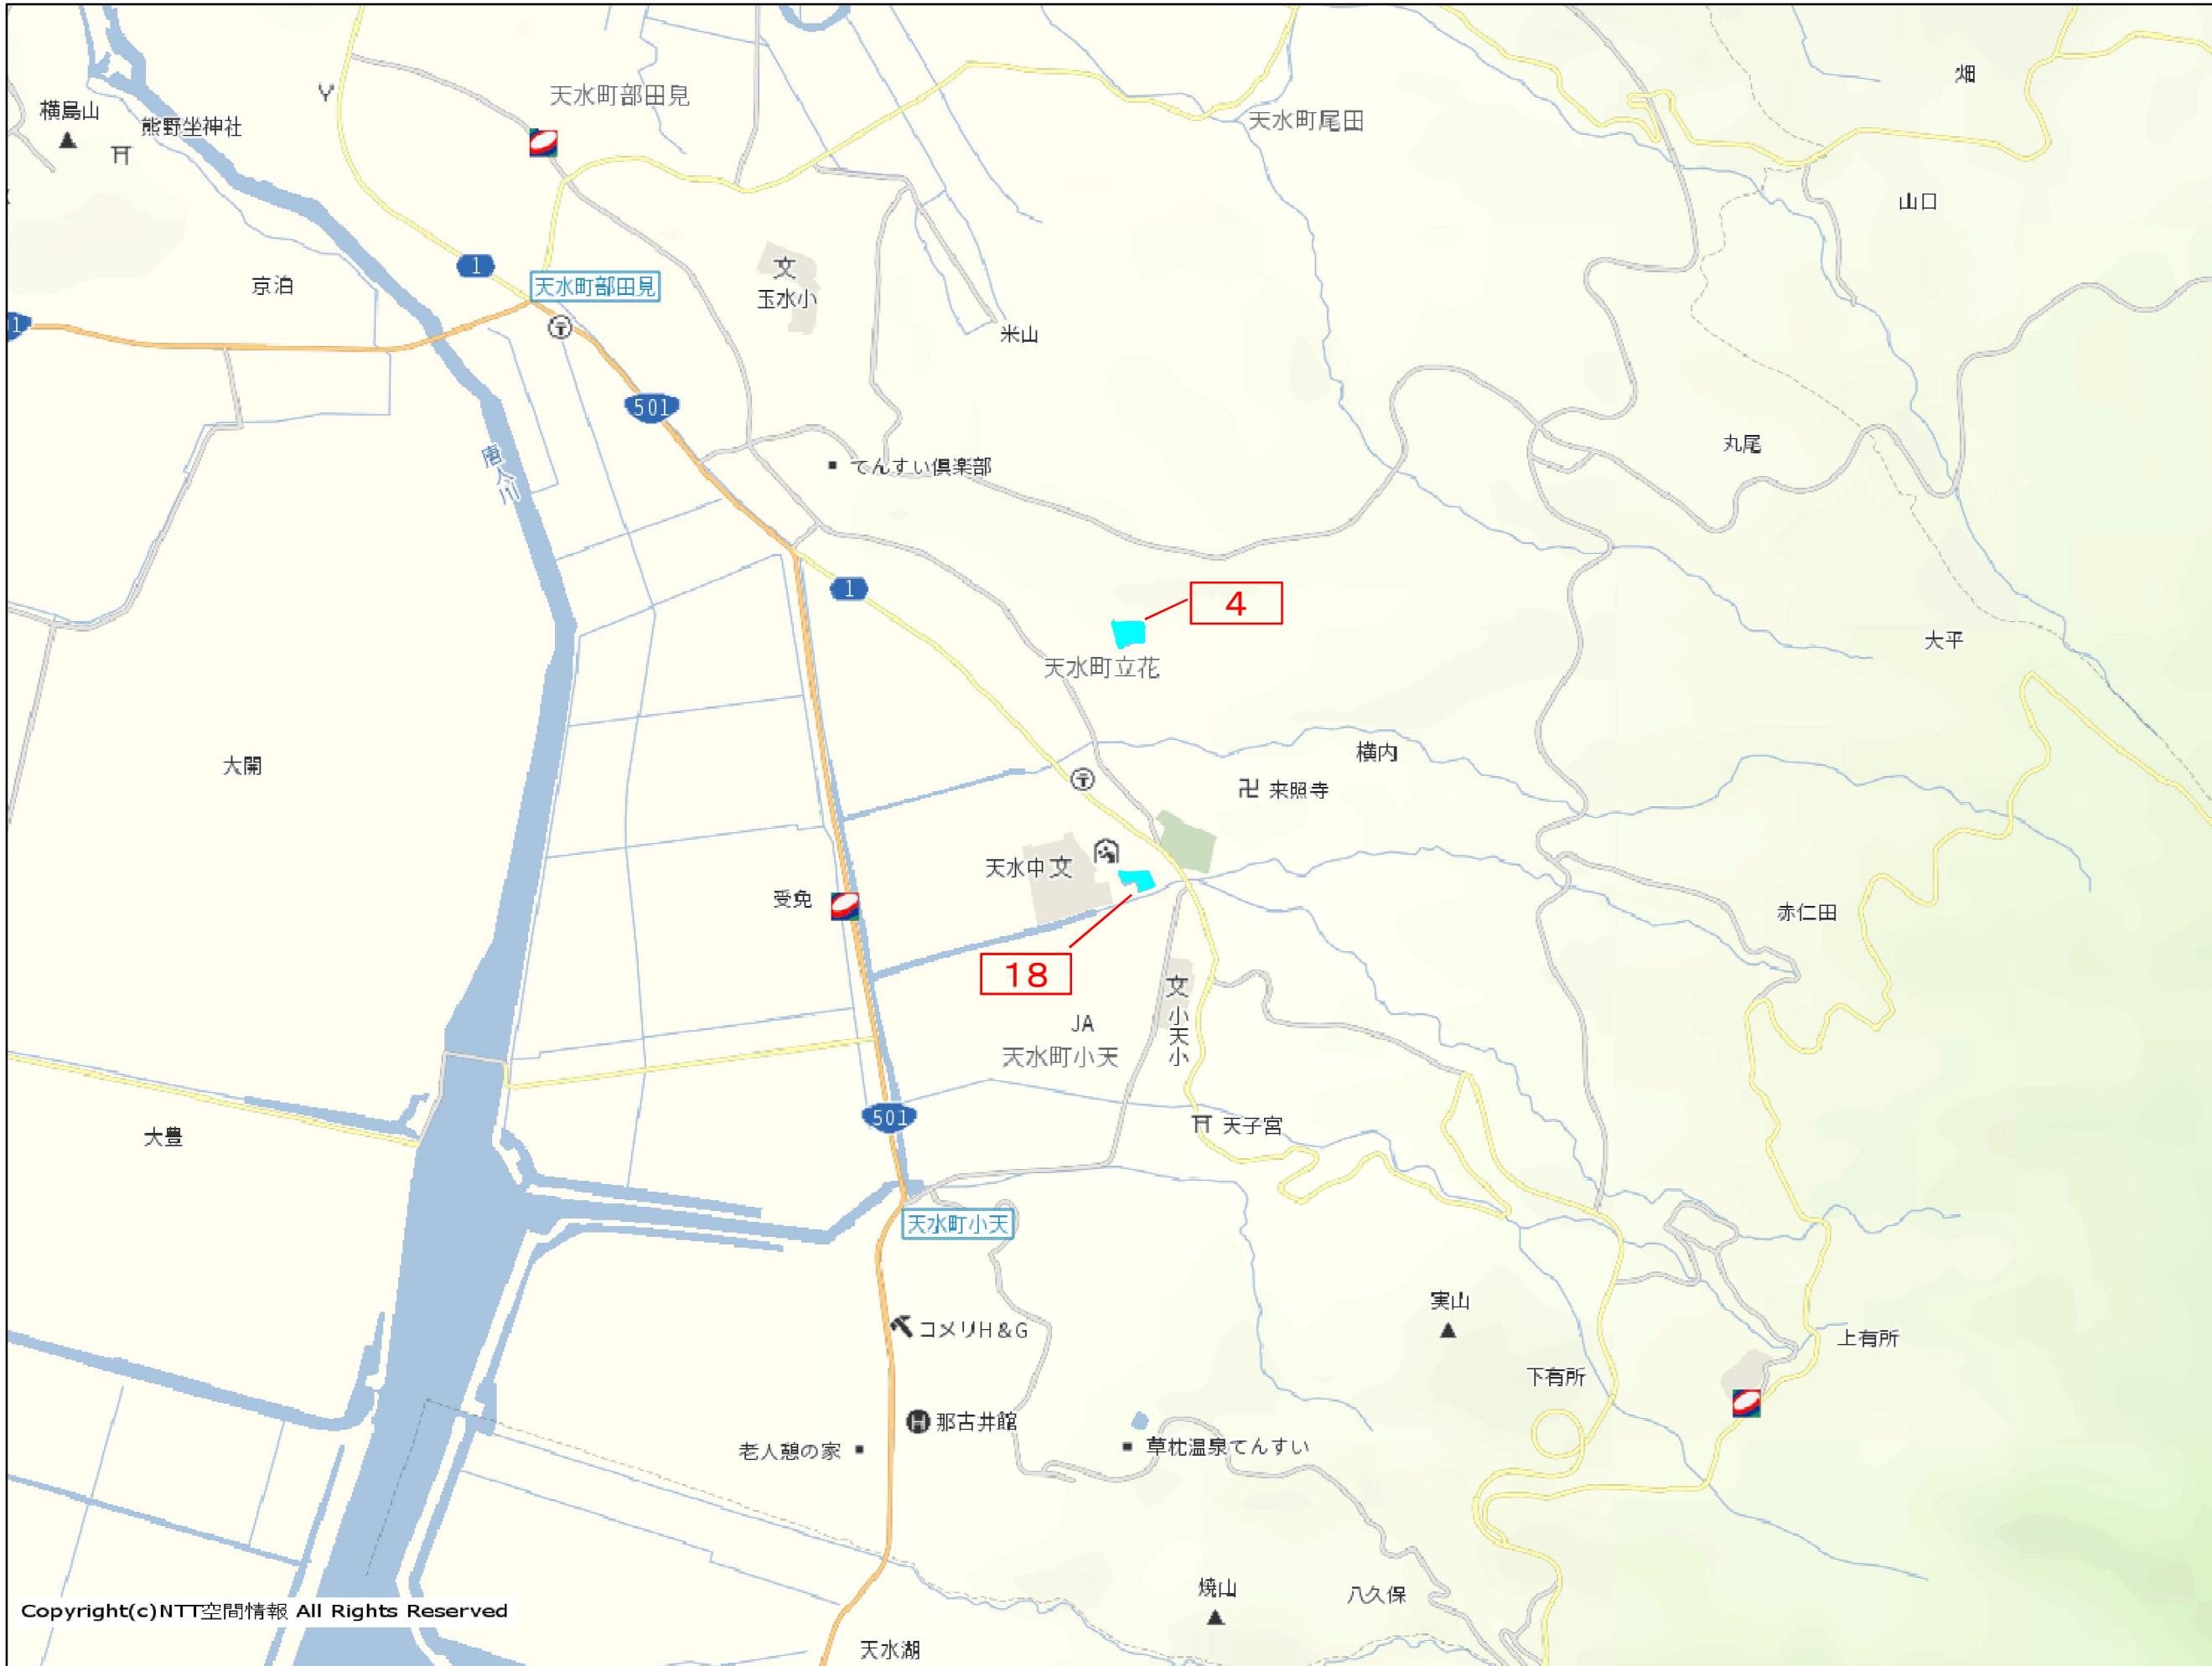 畑
天水町部田見
横島山
天水町尾田
熊野坐神社
山口
文
玉水小
1
天水町部田見
京泊
1
米山
501
丸尾
唐人川
てんすい倶楽部
1
4
大平
天水町立花
横内
大開
来照寺
天水中 文
受免
赤仁田
18
文
小天小
JA
天水町小天
501
天子宮
大豊
天水町小天
実山
コメリH&G
上有所
下有所
H 那古井館
老人憩の家
草枕温泉てんすい
焼山
八久保
Copyright(c)NTT空間情報 All Rights Reserved
天水湖